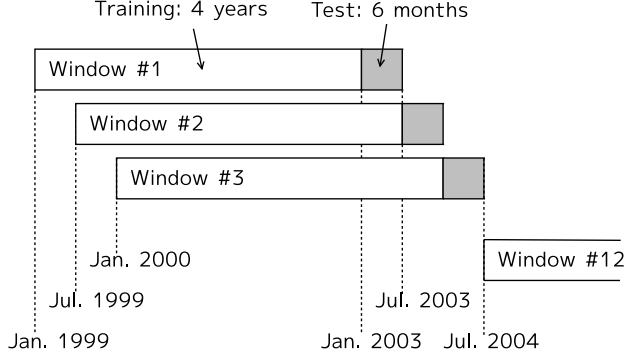 Training: 4 years
Test: 6 months
Window #1
Window #2
Window #3
Window #12
Jan. 2000
Jul. 1999
Jul. 2003
Jan. 1999
Jan. 2003
Jul. 2004